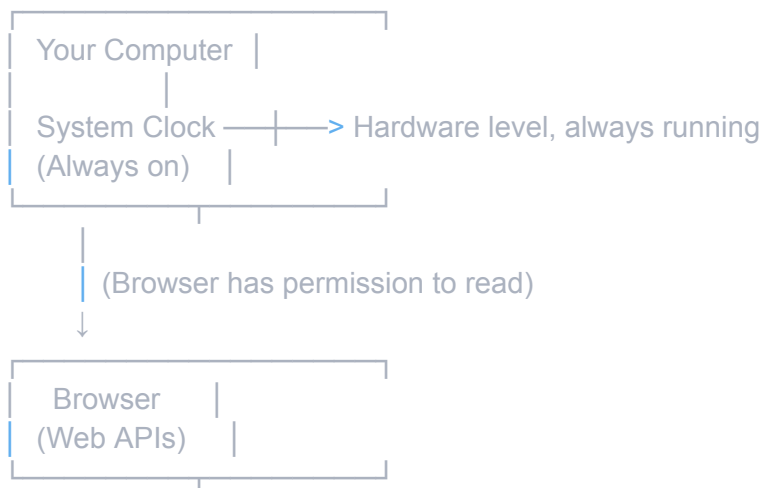 Your Computer
System Clock ——> Hardware level, always running
(Always on)
(Browser has permission to read)
↓
Browser
(Web APIs)